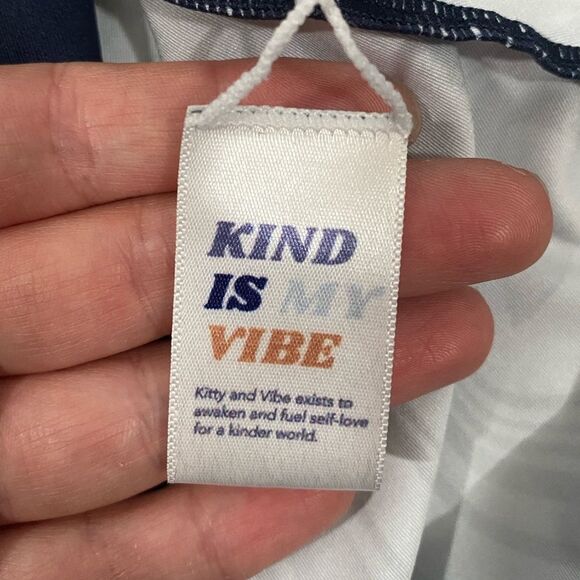 KIND
IS MY
VIBE
Kitty and Vibe exists to
awaken and fuel self-love
for a kinder world.